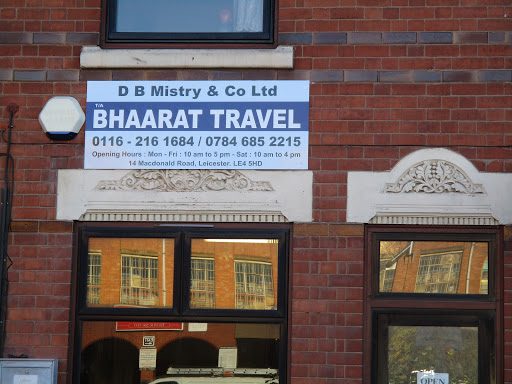 D B Mistry & Co Ltd
T/A
BHAARAT TRAVEL
0116 - 216 1684 / 0784 685 2215
Opening Hours : Mon - Fri : 10 am to 5 pm - Sat : 10 am to 4 pm
14 Macdonald Road, Leicester. LE4 5HD
OPEN